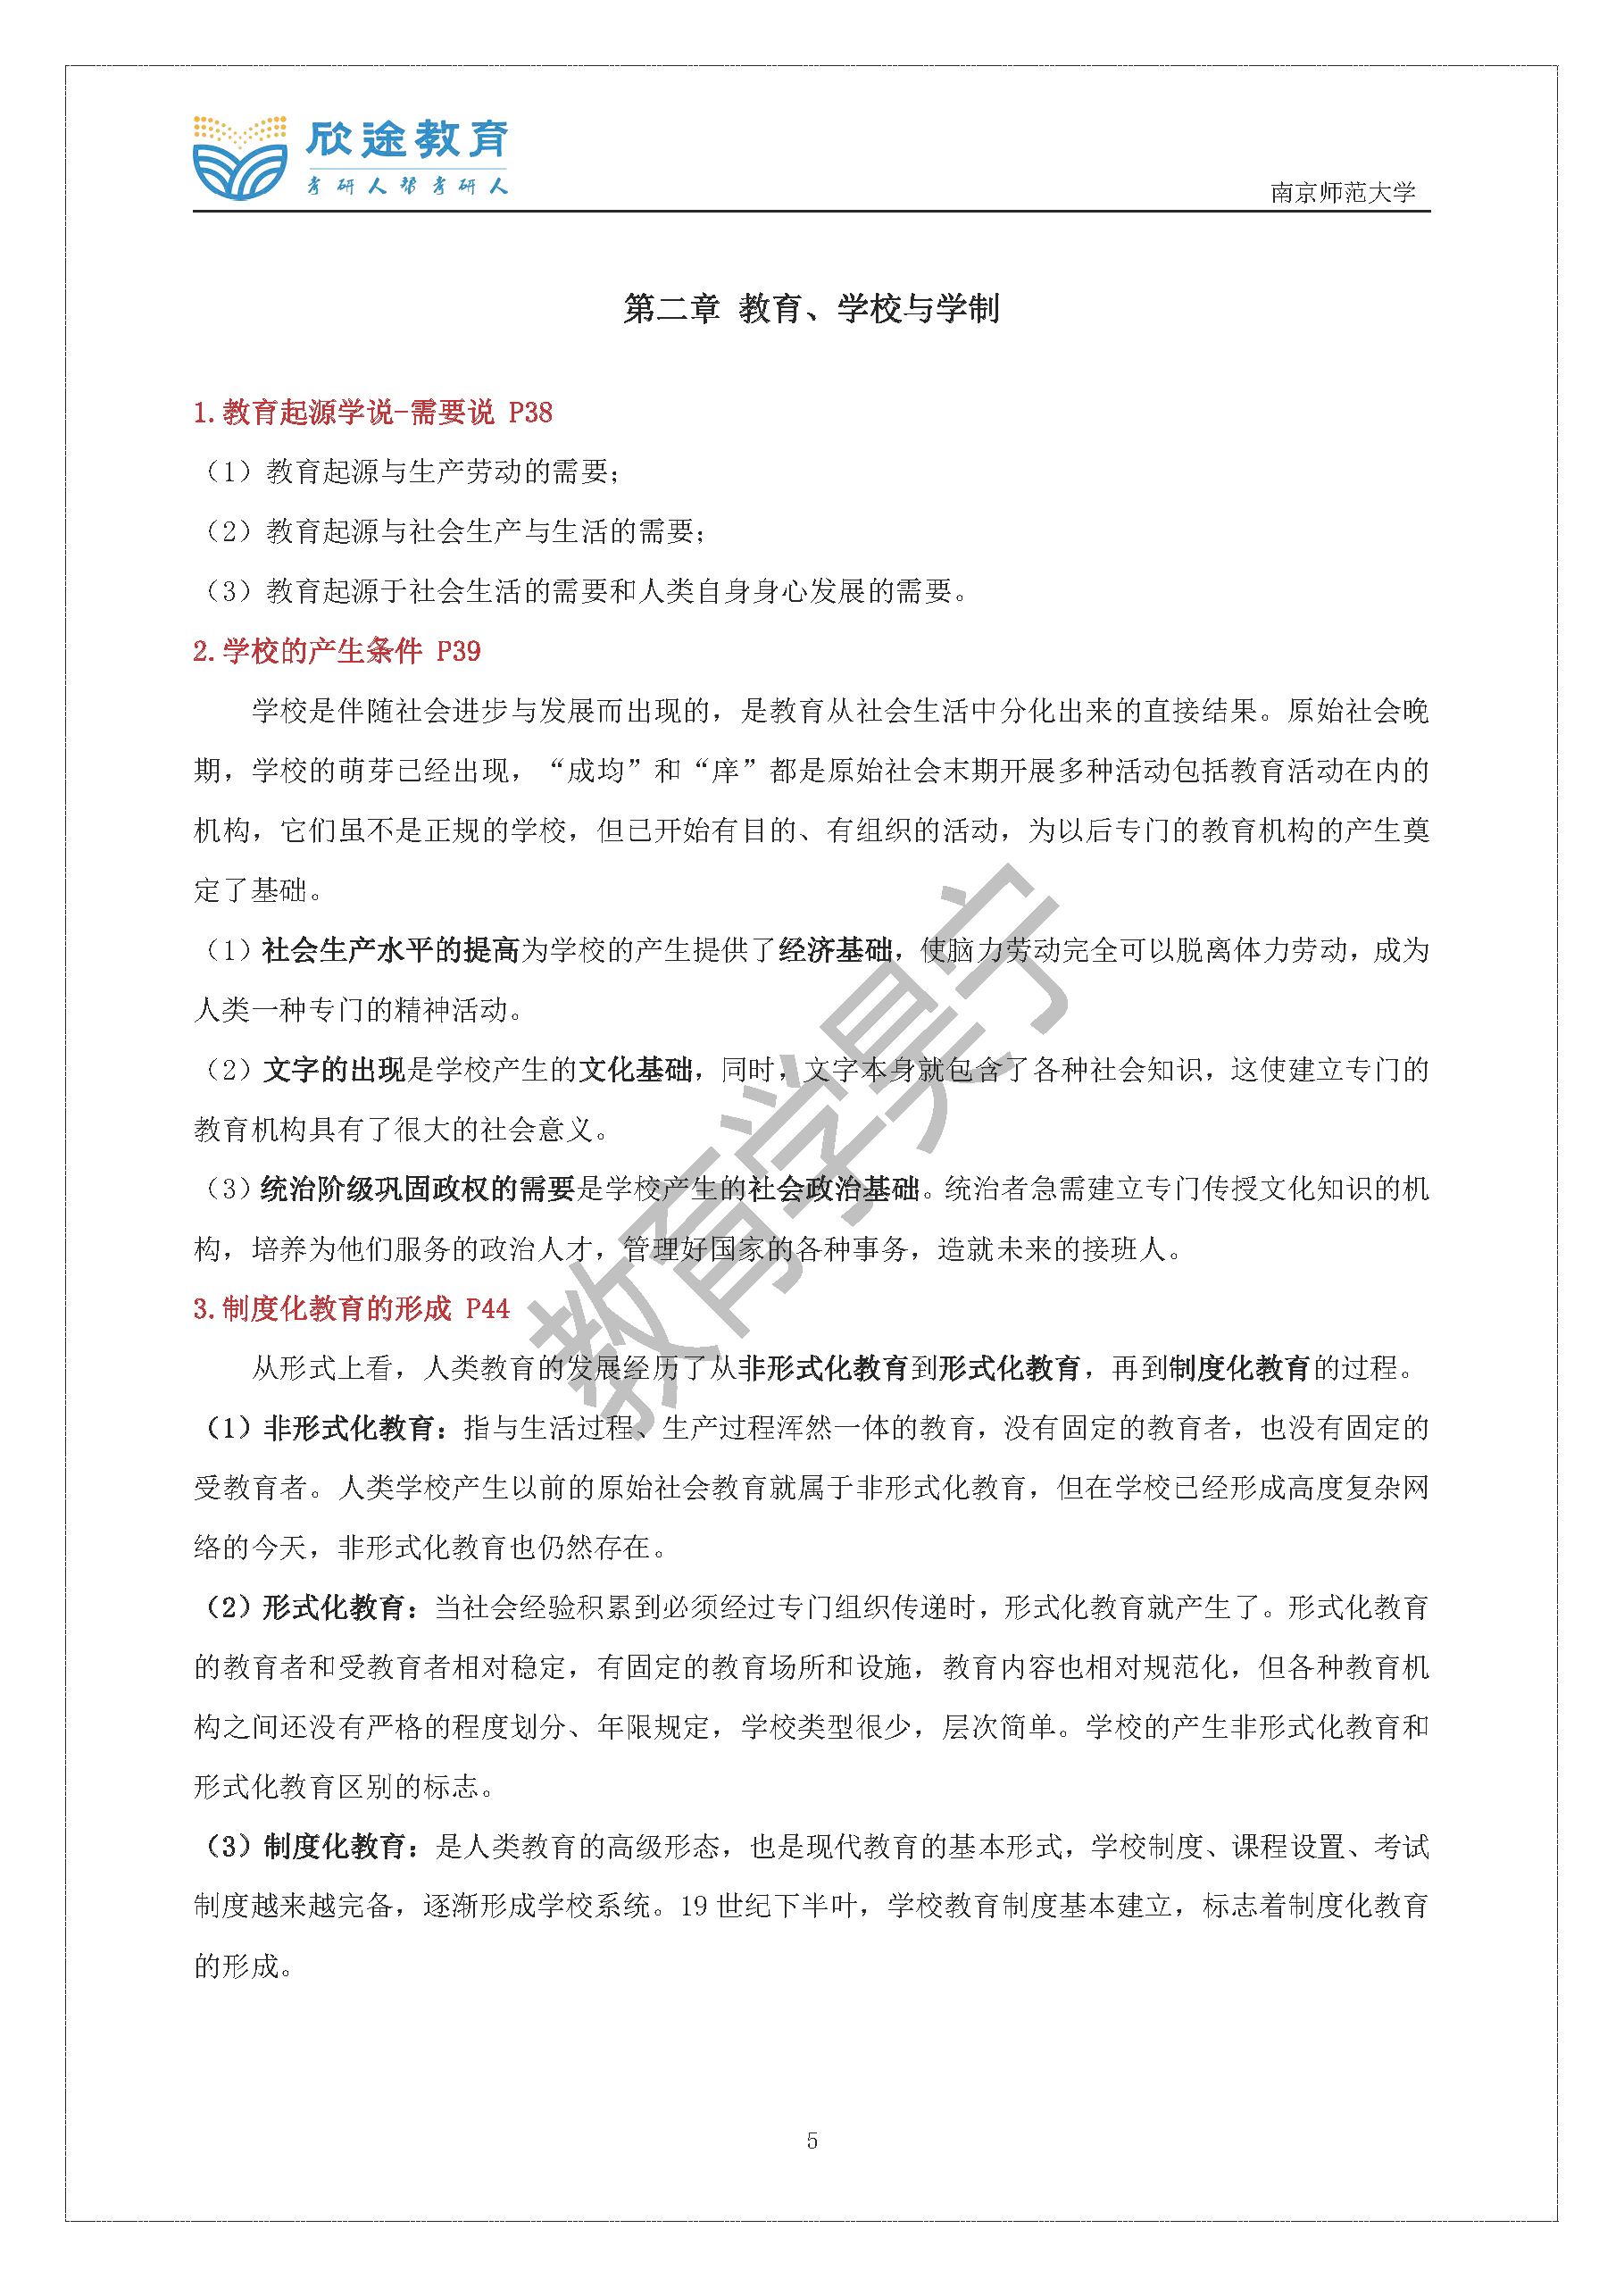 欣途教育
考研人帮考研人
南京师范大学
第二章 教育、学校与学制
1.教育起源学说-需要说 P38
（1）教育起源与生产劳动的需要；
（2）教育起源与社会生产与生活的需要；
（3）教育起源于社会生活的需要和人类自身身心发展的需要。
2.学校的产生条件 P39
学校是伴随社会进步与发展而出现的，是教育从社会生活中分化出来的直接结果。原始社会晚
期，学校的萌芽已经出现，“成均”和“庠”都是原始社会末期开展多种活动包括教育活动在内的
机构，它们虽不是正规的学校，但已开始有目的、有组织的活动，为以后专门的教育机构的产生奠
定了基础。
（1）社会生产水平的提高为学校的产生提供了经济基础，使脑力劳动完全可以脱离体力劳动，成为
人类一种专门的精神活动。
（2）文字的出现是学校产生的文化基础，同时，文字本身就包含了各种社会知识，这使建立专门的
教育机构具有了很大的社会意义。
（3）统治阶级巩固政权的需要是学校产生的社会政治基础。统治者急需建立专门传授文化知识的机
构，培养为他们服务的政治人才，管理好国家的各种事务，造就未来的接班人。
3.制度化教育的形成 P44
从形式上看，人类教育的发展经历了从非形式化教育到形式化教育，再到制度化教育的过程。
（1）非形式化教育：指与生活过程、生产过程浑然一体的教育，没有固定的教育者，也没有固定的
受教育者。人类学校产生以前的原始社会教育就属于非形式化教育，但在学校已经形成高度复杂网
络的今天，非形式化教育也仍然存在。
（2）形式化教育：当社会经验积累到必须经过专门组织传递时，形式化教育就产生了。形式化教育
的教育者和受教育者相对稳定，有固定的教育场所和设施，教育内容也相对规范化，但各种教育机
构之间还没有严格的程度划分、年限规定，学校类型很少，层次简单。学校的产生非形式化教育和
形式化教育区别的标志。
（3）制度化教育：是人类教育的高级形态，也是现代教育的基本形式，学校制度、课程设置、考试
制度越来越完备，逐渐形成学校系统。19 世纪下半叶，学校教育制度基本建立，标志着制度化教育
的形成。
教育学昊宁
5